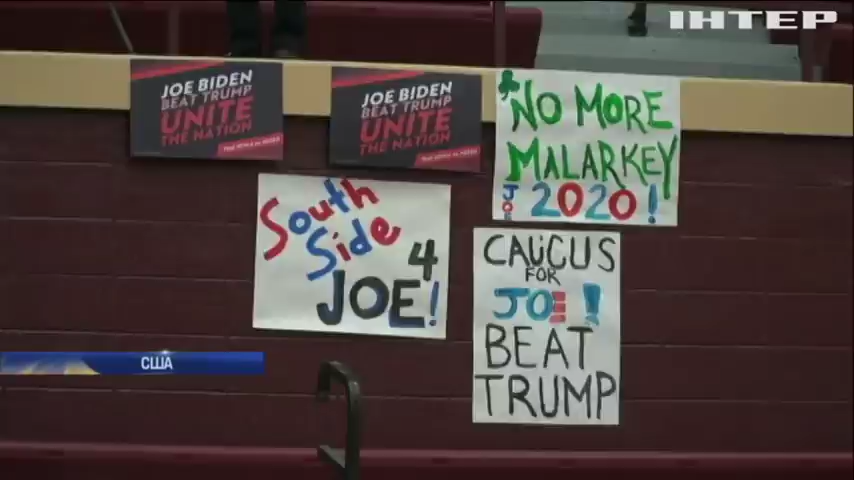 ІНТЕР
JOE BIDEN
BEAT TRUMP
UNITE
THE NATION
JOE BIDEN
BEAT TRUMP
UNITE
THE NATION
NO MORE
MALARKEY
JOE 2020!
South
Side
4
JOE!
CAUCUS
FOR
JOE!
BEAT
TRUMP
США